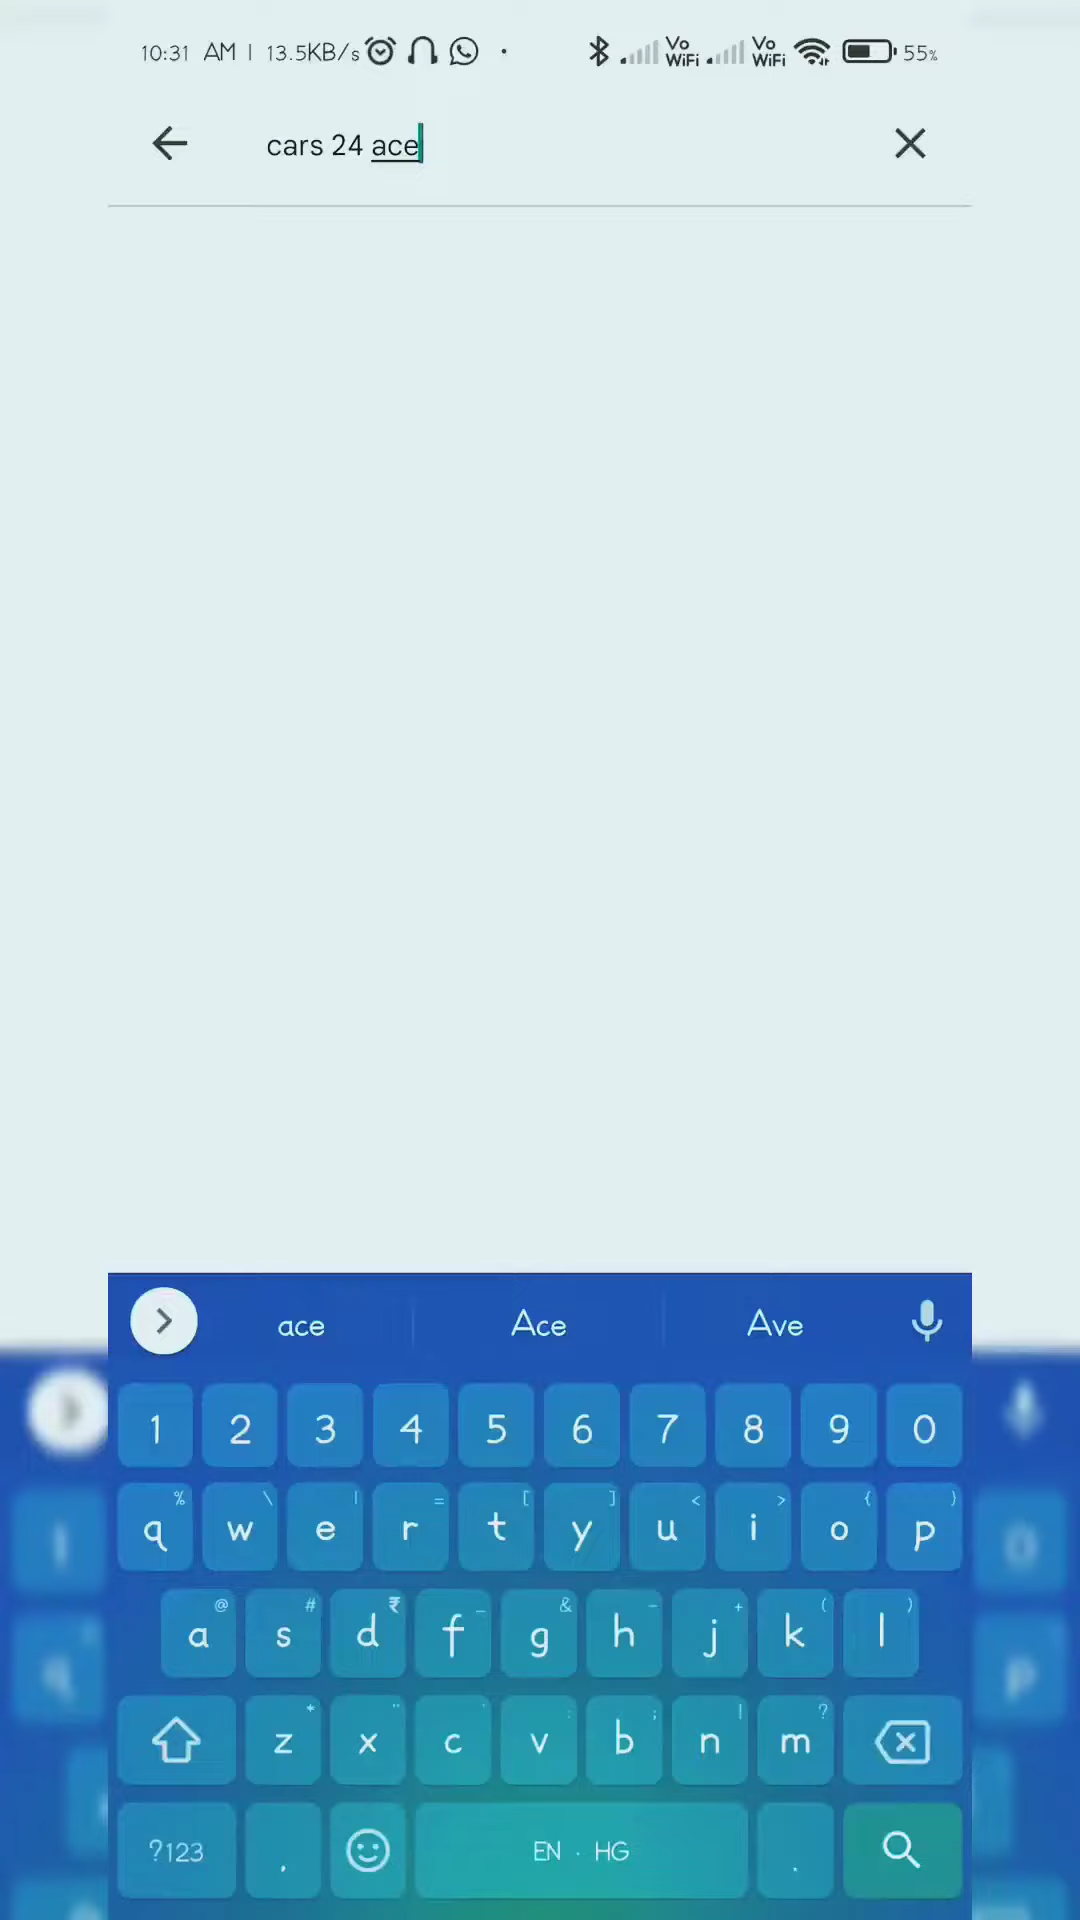 10:31 AM | 13.5KB/s Vo WiFi Vo WiFi 55%
cars 24 ace
ace Ace Ave
1 2 3 4 5 6 7 8 9 0
% \ | = [ ] < > { }
q w e r t y u i o p
@ # ₹ _ & - + ( )
a s d f g h j k l
* " ' : ; ! ?
z x c v b n m
?123 , EN · HG .